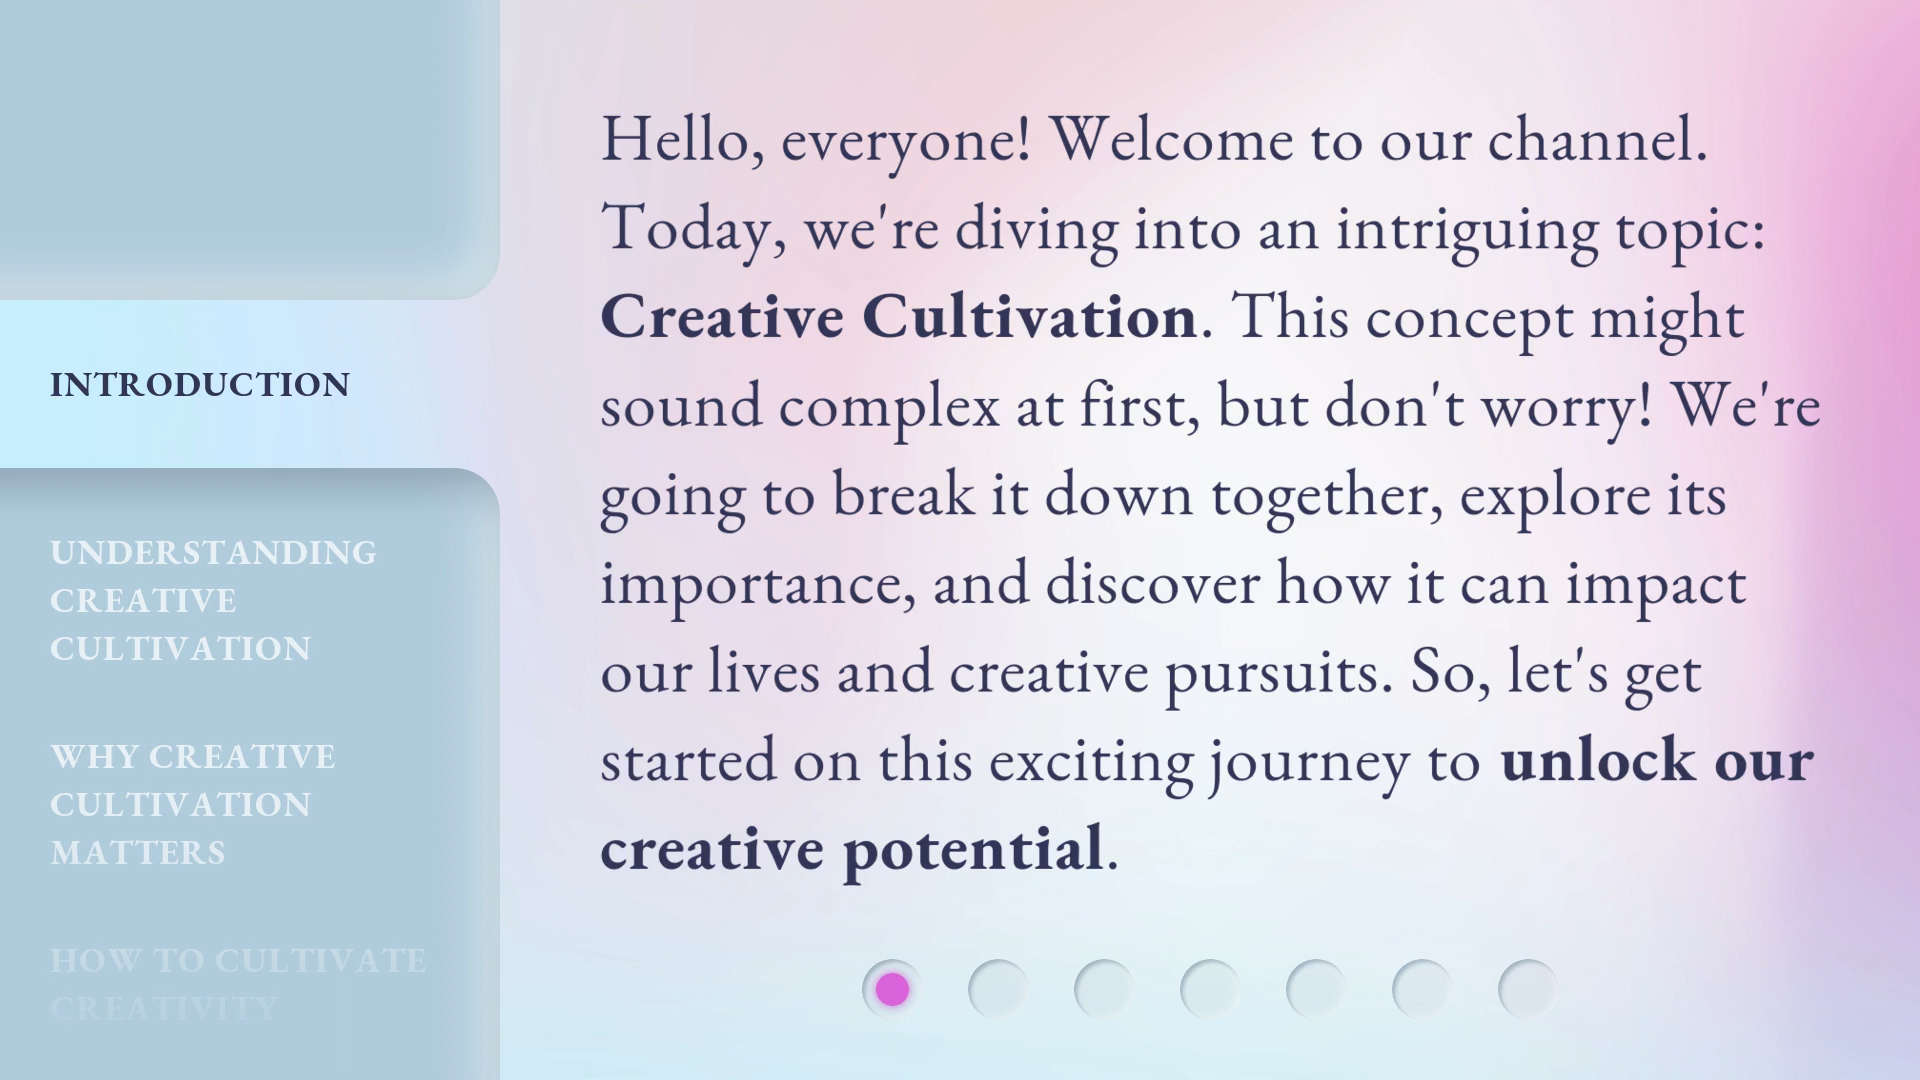 INTRODUCTION
UNDERSTANDING
CREATIVE
CULTIVATION
WHY CREATIVE
CULTIVATION
MATTERS
HOW TO CULTIVATE
CREATIVITY
Hello, everyone! Welcome to our channel.
Today, we're diving into an intriguing topic:
Creative Cultivation. This concept might
sound complex at first, but don't worry! We're
going to break it down together, explore its
importance, and discover how it can impact
our lives and creative pursuits. So, let's get
started on this exciting journey to unlock our
creative potential.